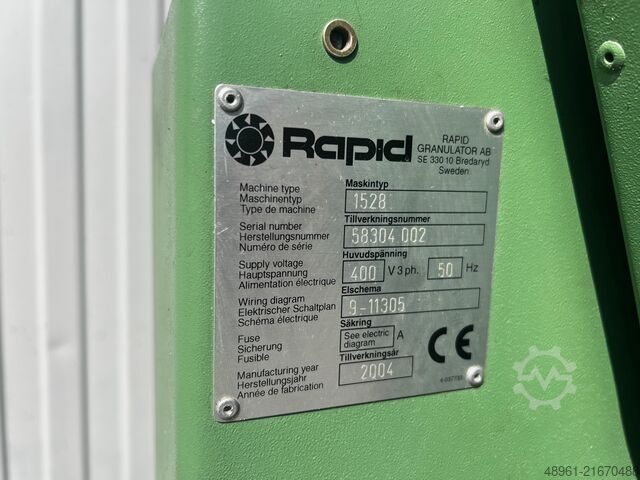 Rapid
RAPID
GRANULATOR AB
SE 330 10 Bredaryd
Sweden
Machine type
Maschinentyp
Type de machine
Maskintyp
1528
Serial number
Herstellungsnummer
Numéro de série
Tillverkningsnummer
58304 002
Supply voltage
Hauptspannung
Alimentation électrique
Huvudspänning
400 V 3 ph. 50 Hz
Wiring diagram
Elektrischer Schaltplan
Schéma électrique
Elschema
9-11305
Fuse
Sicherung
Fusible
Säkring
See electric
diagram A
Manufacturing year
Herstellungsjahr
Année de fabrication
Tillverkningsår
2004
CE
48961-21670488